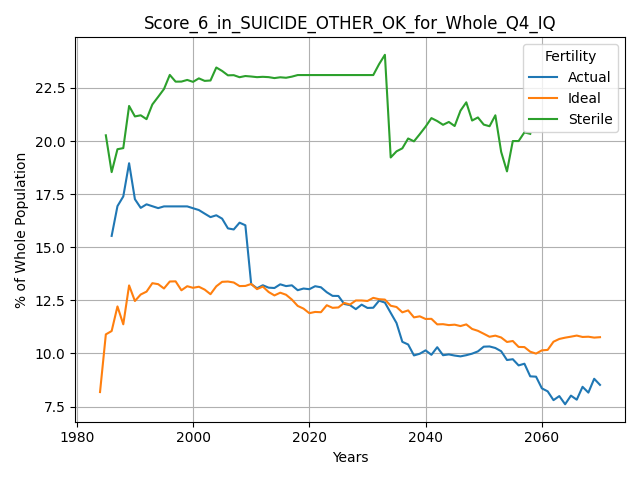 Score_6_in_SUICIDE_OTHER_OK_for_Whole_Q4_IQ
Fertility
Actual
Ideal
Sterile
% of Whole Population
22.5
20.0
17.5
15.0
12.5
10.0
7.5
1980 2000 2020 2040 2060
Years